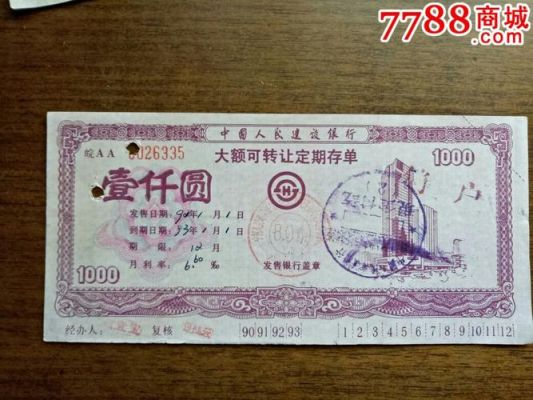 7788商城
中国人民建设银行
皖AA 0026935
大额可转让定期存单
1000
壹仟圆
发售日期:92年1月1日
到期日期:93年1月1日
期 限:12月
月利率:6.60‰
发售银行盖章
1000
经办人: 复核
90 91 92 93
1 2 3 4 5 6 7 8 9 10 11 12